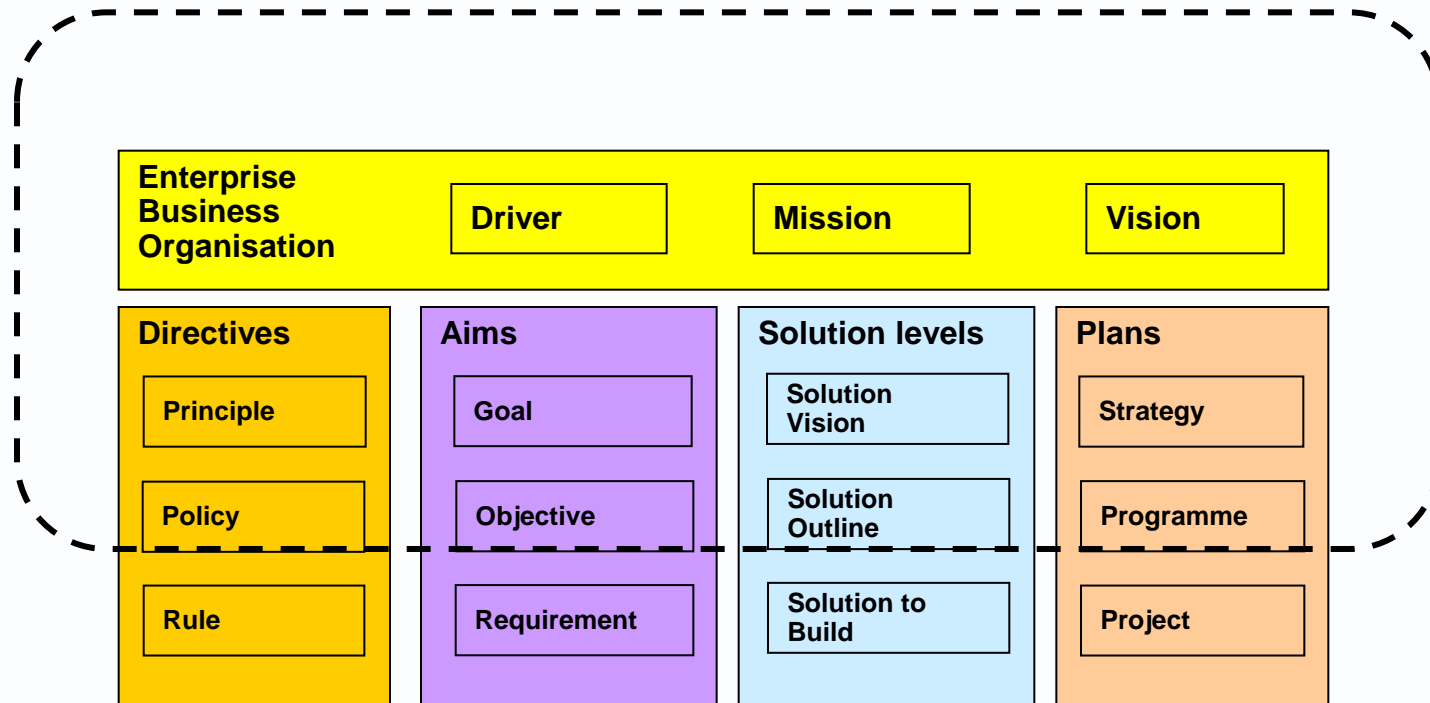 Enterprise
Business
Organisation
Driver
Mission
Vision
Directives
Principle
Policy
Rule
Aims
Goal
Objective
Requirement
Solution levels
Solution
Vision
Solution
Outline
Solution to
Build
Plans
Strategy
Programme
Project